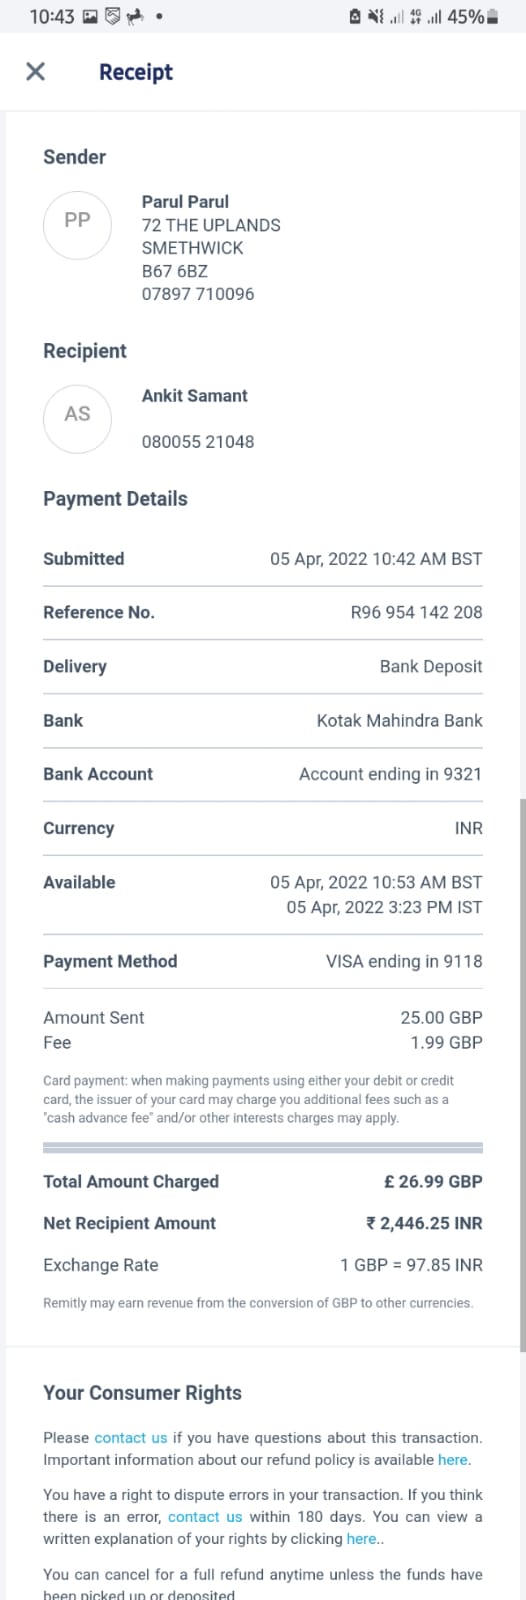 10:43
4G
45%
Receipt
Sender
PP
Parul Parul
72 THE UPLANDS
SMETHWICK
B67 6BZ
07897 710096
Recipient
AS
Ankit Samant
080055 21048
Payment Details
Submitted 05 Apr, 2022 10:42 AM BST
Reference No. R96 954 142 208
Delivery Bank Deposit
Bank Kotak Mahindra Bank
Bank Account Account ending in 9321
Currency INR
Available 05 Apr, 2022 10:53 AM BST
05 Apr, 2022 3:23 PM IST
Payment Method VISA ending in 9118
Amount Sent 25.00 GBP
Fee 1.99 GBP
Card payment: when making payments using either your debit or credit
card, the issuer of your card may charge you additional fees such as a
"cash advance fee" and/or other interests charges may apply.
Total Amount Charged £ 26.99 GBP
Net Recipient Amount ₹ 2,446.25 INR
Exchange Rate 1 GBP = 97.85 INR
Remitly may earn revenue from the conversion of GBP to other currencies.
Your Consumer Rights
Please contact us if you have questions about this transaction.
Important information about our refund policy is available here.
You have a right to dispute errors in your transaction. If you think
there is an error, contact us within 180 days. You can view a
written explanation of your rights by clicking here..
You can cancel for a full refund anytime unless the funds have
been picked up or deposited